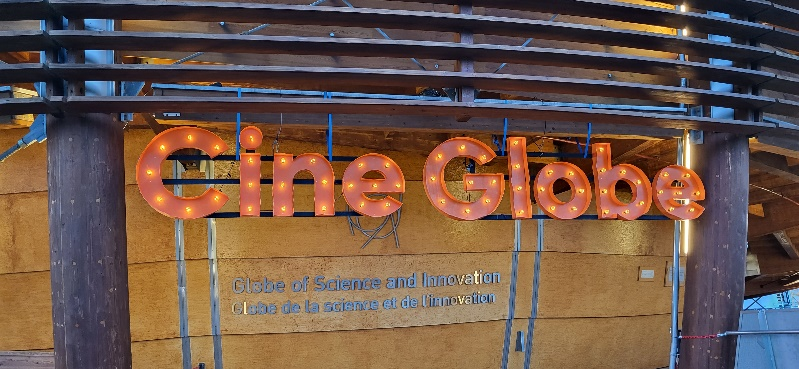 Cine Globe
Globe of Science and Innovation
Globe de la science et de l'innovation